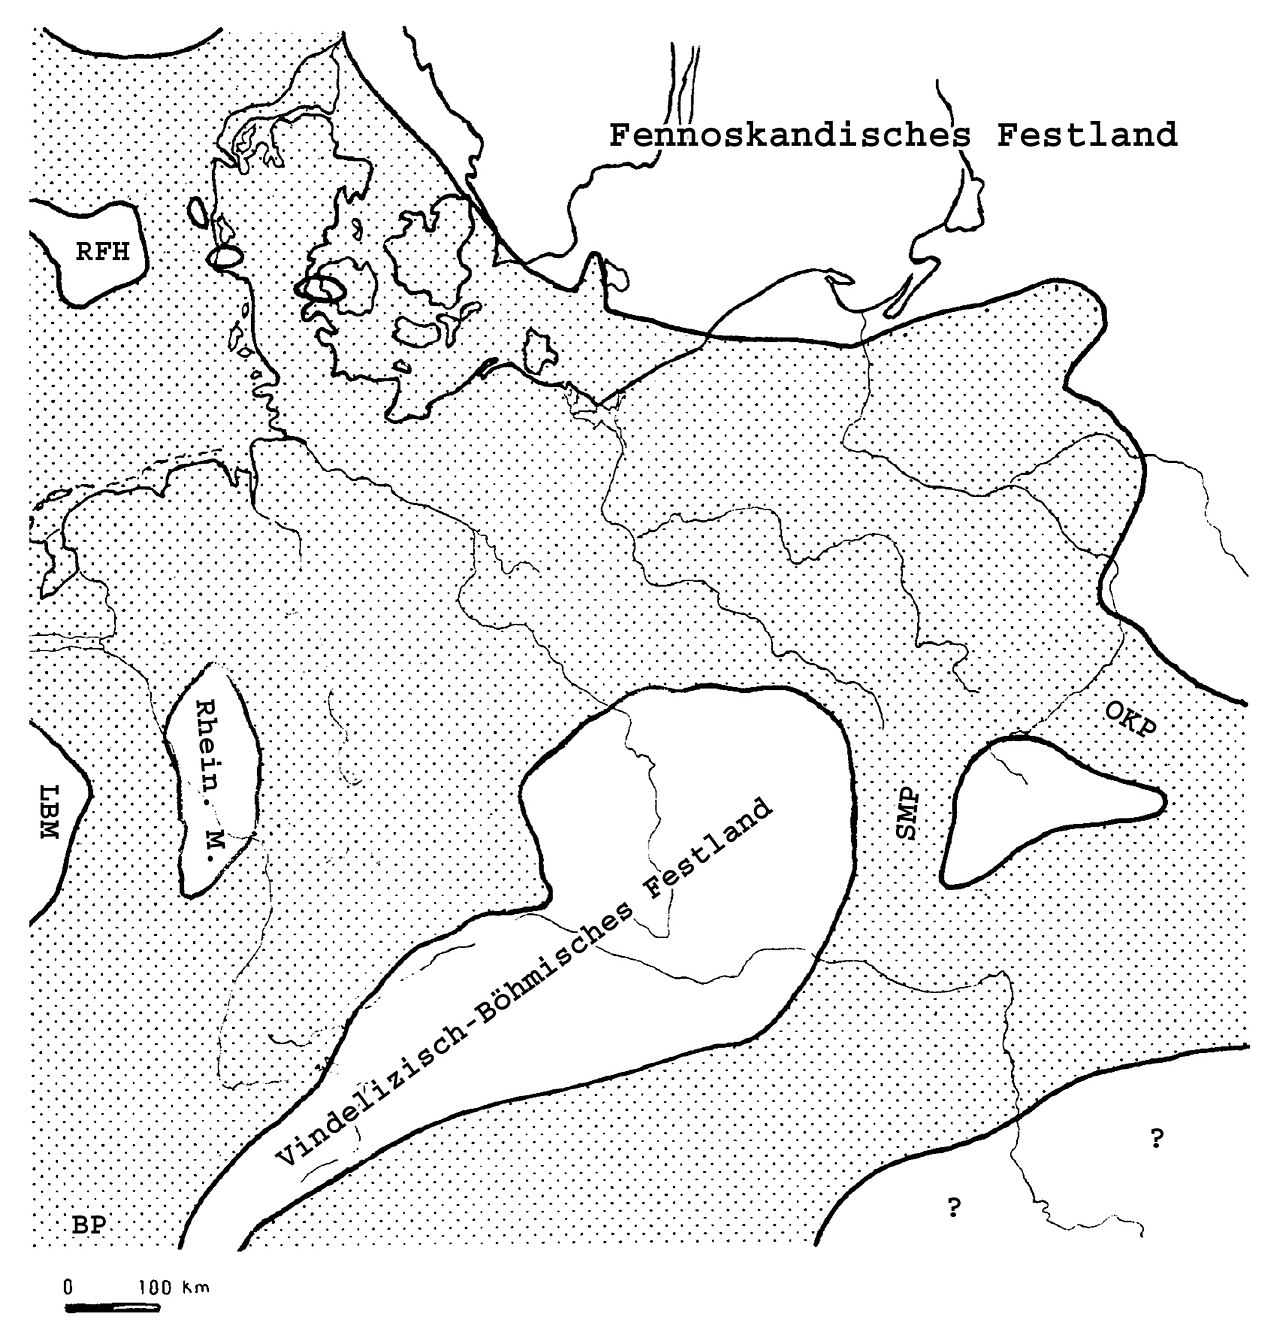 Fennoskandisches Festland
RFH
Rhein. M.
LBM
OKP
SMP
Vindelizisch-Böhmisches Festland
?
?
BP
0 100 km